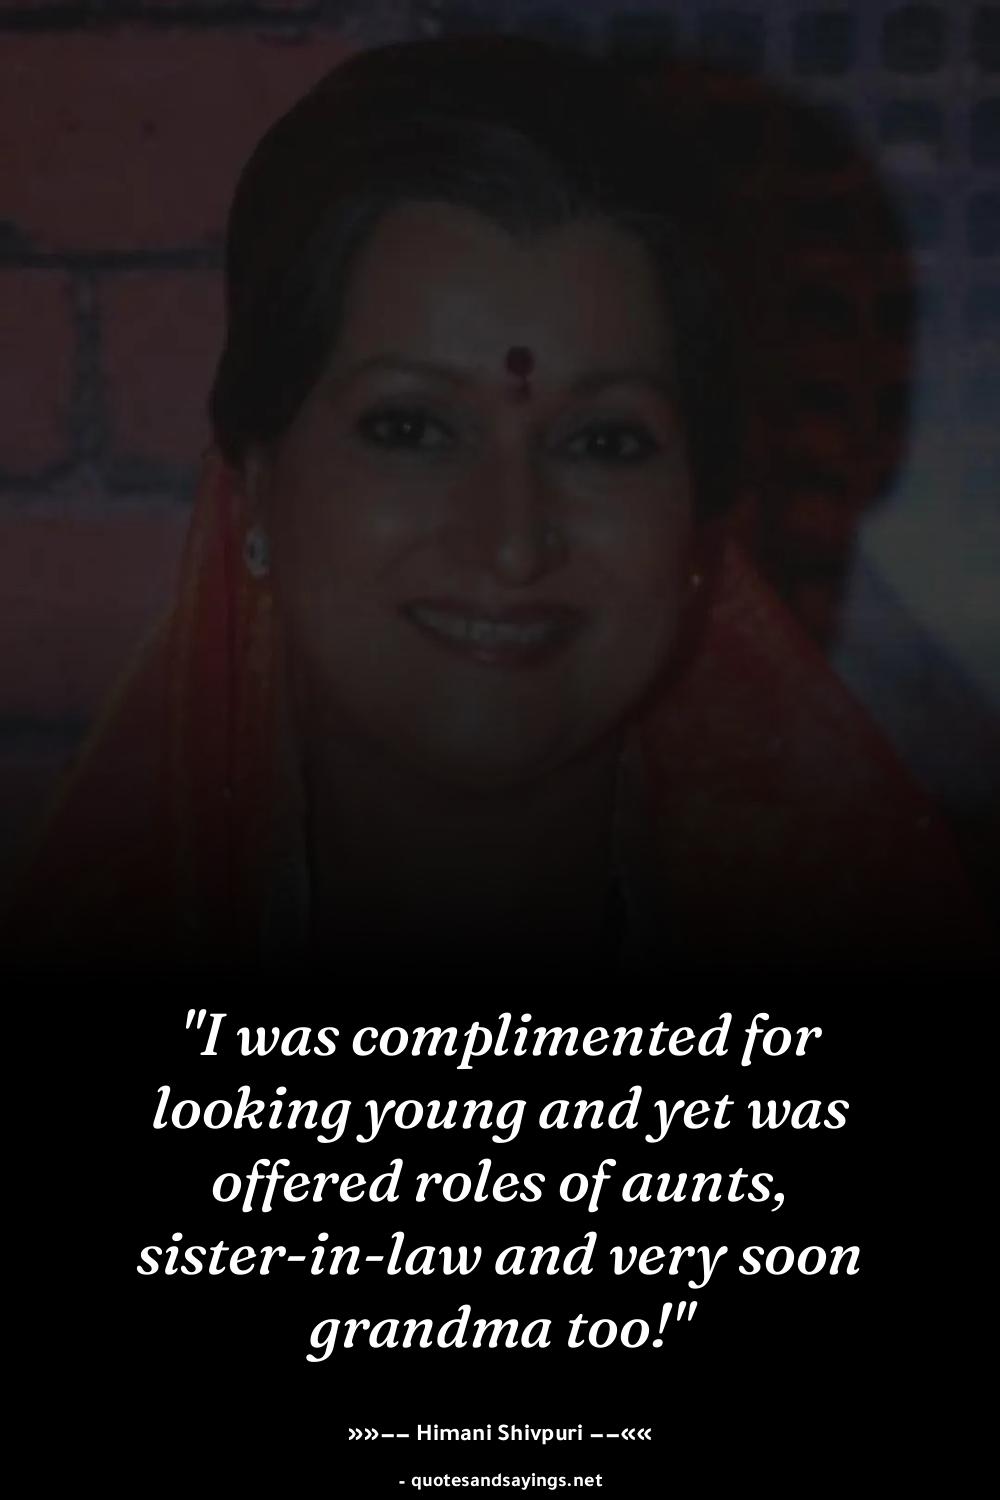 "I was complimented for
looking young and yet was
offered roles of aunts,
sister-in-law and very soon
grandma too!"
»»−− Himani Shivpuri −−««
- quotesandsayings.net